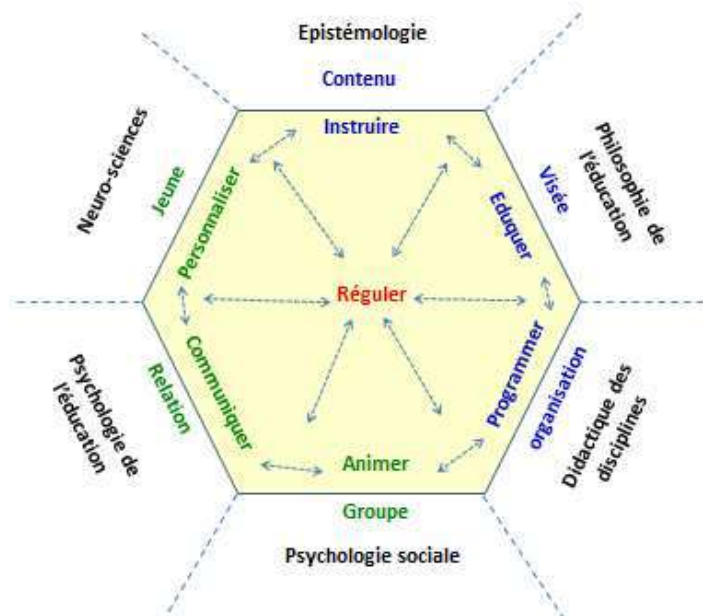 Epistémologie
Contenu
Instruire
Neuro-sciences
Jeune
Personnaliser
Eduquer
Visée
Philosophie de
l'éducation
Réguler
Psychologie de
l'éducation
Relation
Communiquer
Programmer
organisation
Didactique des
disciplines
Animer
Groupe
Psychologie sociale